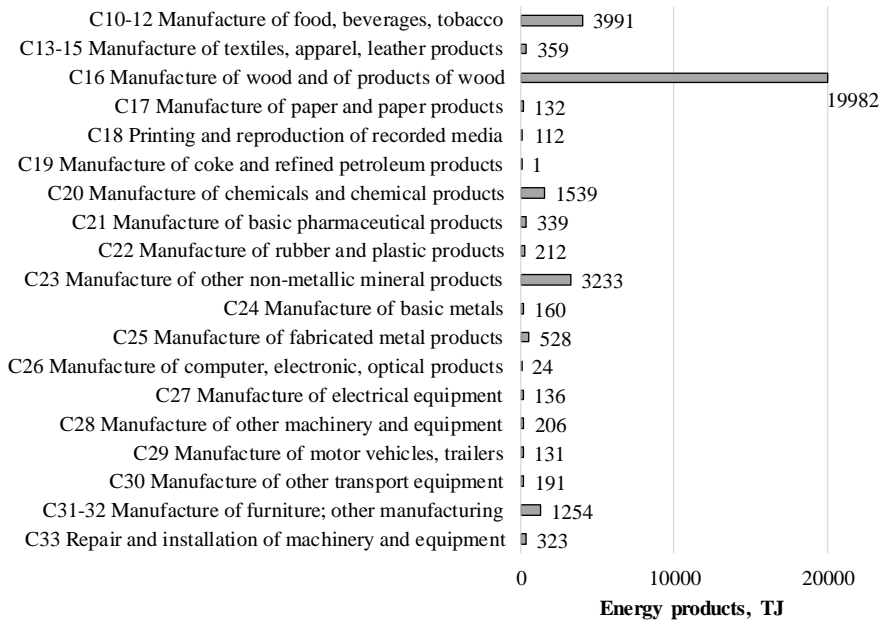 C10-12 Manufacture of food, beverages, tobacco 3991
C13-15 Manufacture of textiles, apparel, leather products 359
C16 Manufacture of wood and of products of wood 19982
C17 Manufacture of paper and paper products 132
C18 Printing and reproduction of recorded media 112
C19 Manufacture of coke and refined petroleum products 1
C20 Manufacture of chemicals and chemical products 1539
C21 Manufacture of basic pharmaceutical products 339
C22 Manufacture of rubber and plastic products 212
C23 Manufacture of other non-metallic mineral products 3233
C24 Manufacture of basic metals 160
C25 Manufacture of fabricated metal products 528
C26 Manufacture of computer, electronic, optical products 24
C27 Manufacture of electrical equipment 136
C28 Manufacture of other machinery and equipment 206
C29 Manufacture of motor vehicles, trailers 131
C30 Manufacture of other transport equipment 191
C31-32 Manufacture of furniture; other manufacturing 1254
C33 Repair and installation of machinery and equipment 323
0 10000 20000
Energy products, TJ